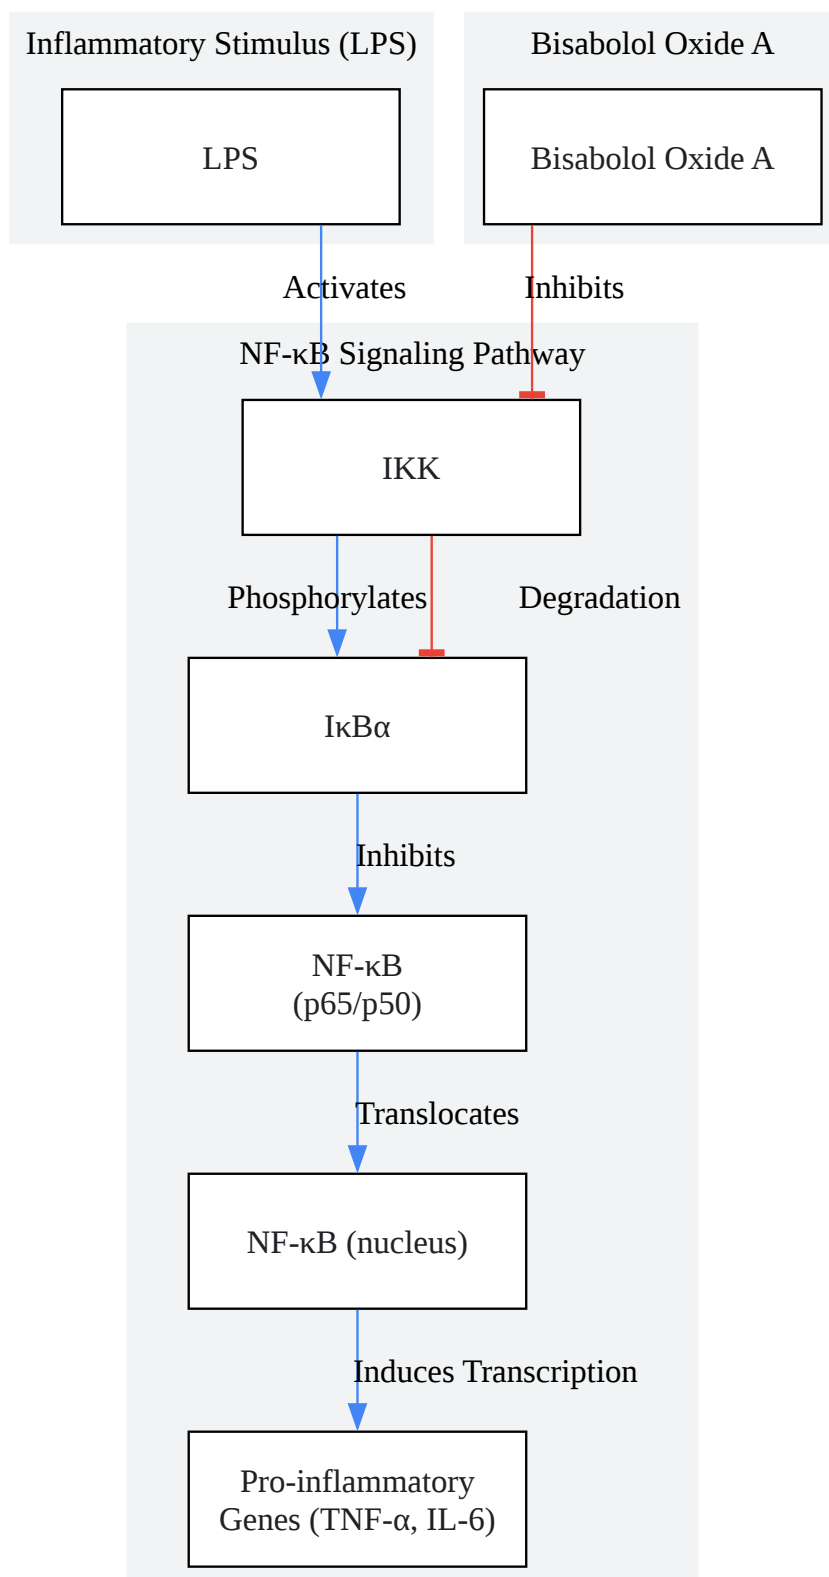 Inflammatory Stimulus (LPS)
Bisabolol Oxide A
LPS
Bisabolol Oxide A
Activates
Inhibits
NF-κB Signaling Pathway
IKK
Phosphorylates
Degradation
IκBα
Inhibits
NF-κB
(p65/p50)
Translocates
NF-κB (nucleus)
Induces Transcription
Pro-inflammatory
Genes (TNF-α, IL-6)